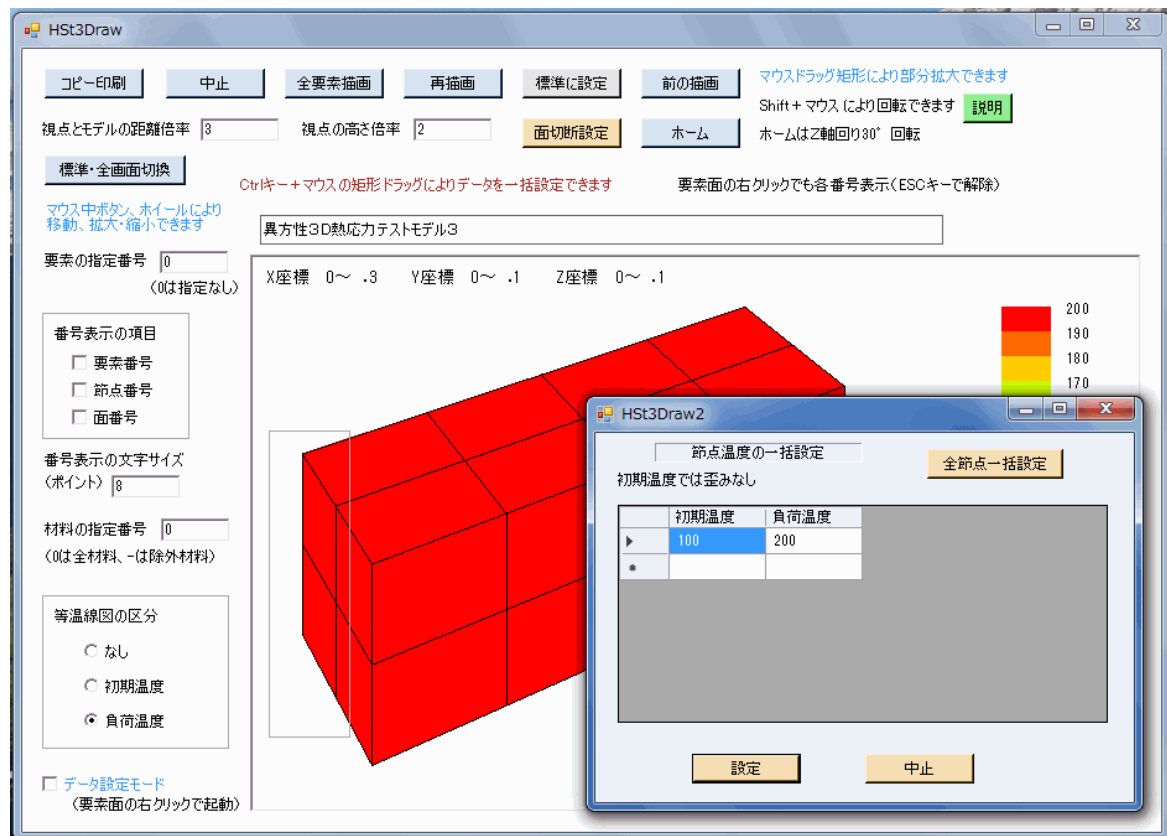 HSt3Draw
コピー印刷 中止 全要素描画 再描画 標準に設定 前の描画 マウスドラッグ矩形により部分拡大できます
Shift+マウス により回転できます 説明
視点とモデルの距離倍率 3 視点の高さ倍率 2 面切断設定 ホーム ホームはZ軸回り30° 回転
標準・全画面切換
Ctrlキー+マウスの矩形ドラッグによりデータを一括設定できます 要素面の右クリックでも各番号表示(ESCキーで解除)
マウス中ボタン、ホイールにより
移動、拡大・縮小できます
異方性3D熱応力テストモデル3
要素の指定番号 0
(0は指定なし)
X座標 0~ .3 Y座標 0~ .1 Z座標 0~ .1
200
190
180
170
番号表示の項目
要素番号
節点番号
面番号
番号表示の文字サイズ
(ポイント) 8
材料の指定番号 0
(0は全材料、-は除外材料)
等温線図の区分
なし
初期温度
負荷温度
データ設定モード
(要素面の右クリックで起動)
HSt3Draw2
節点温度の一括設定 全節点一括設定
初期温度では歪みなし
初期温度 負荷温度
100 200
設定 中止